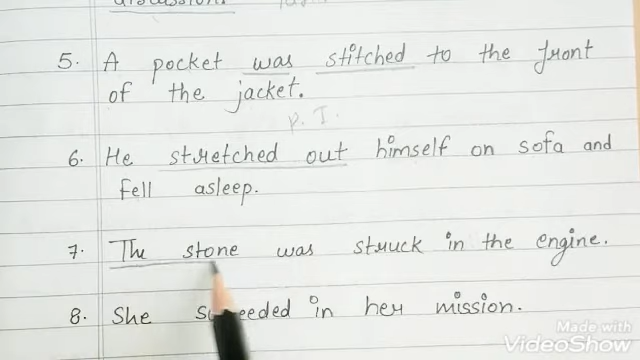 5. A pocket was stitched to the front
of the jacket.
P. I.
6. He stretched out himself on sofa and
fell asleep.
7. The stone was struck in the engine.
8. She succeeded in her mission.
Made with
VideoShow